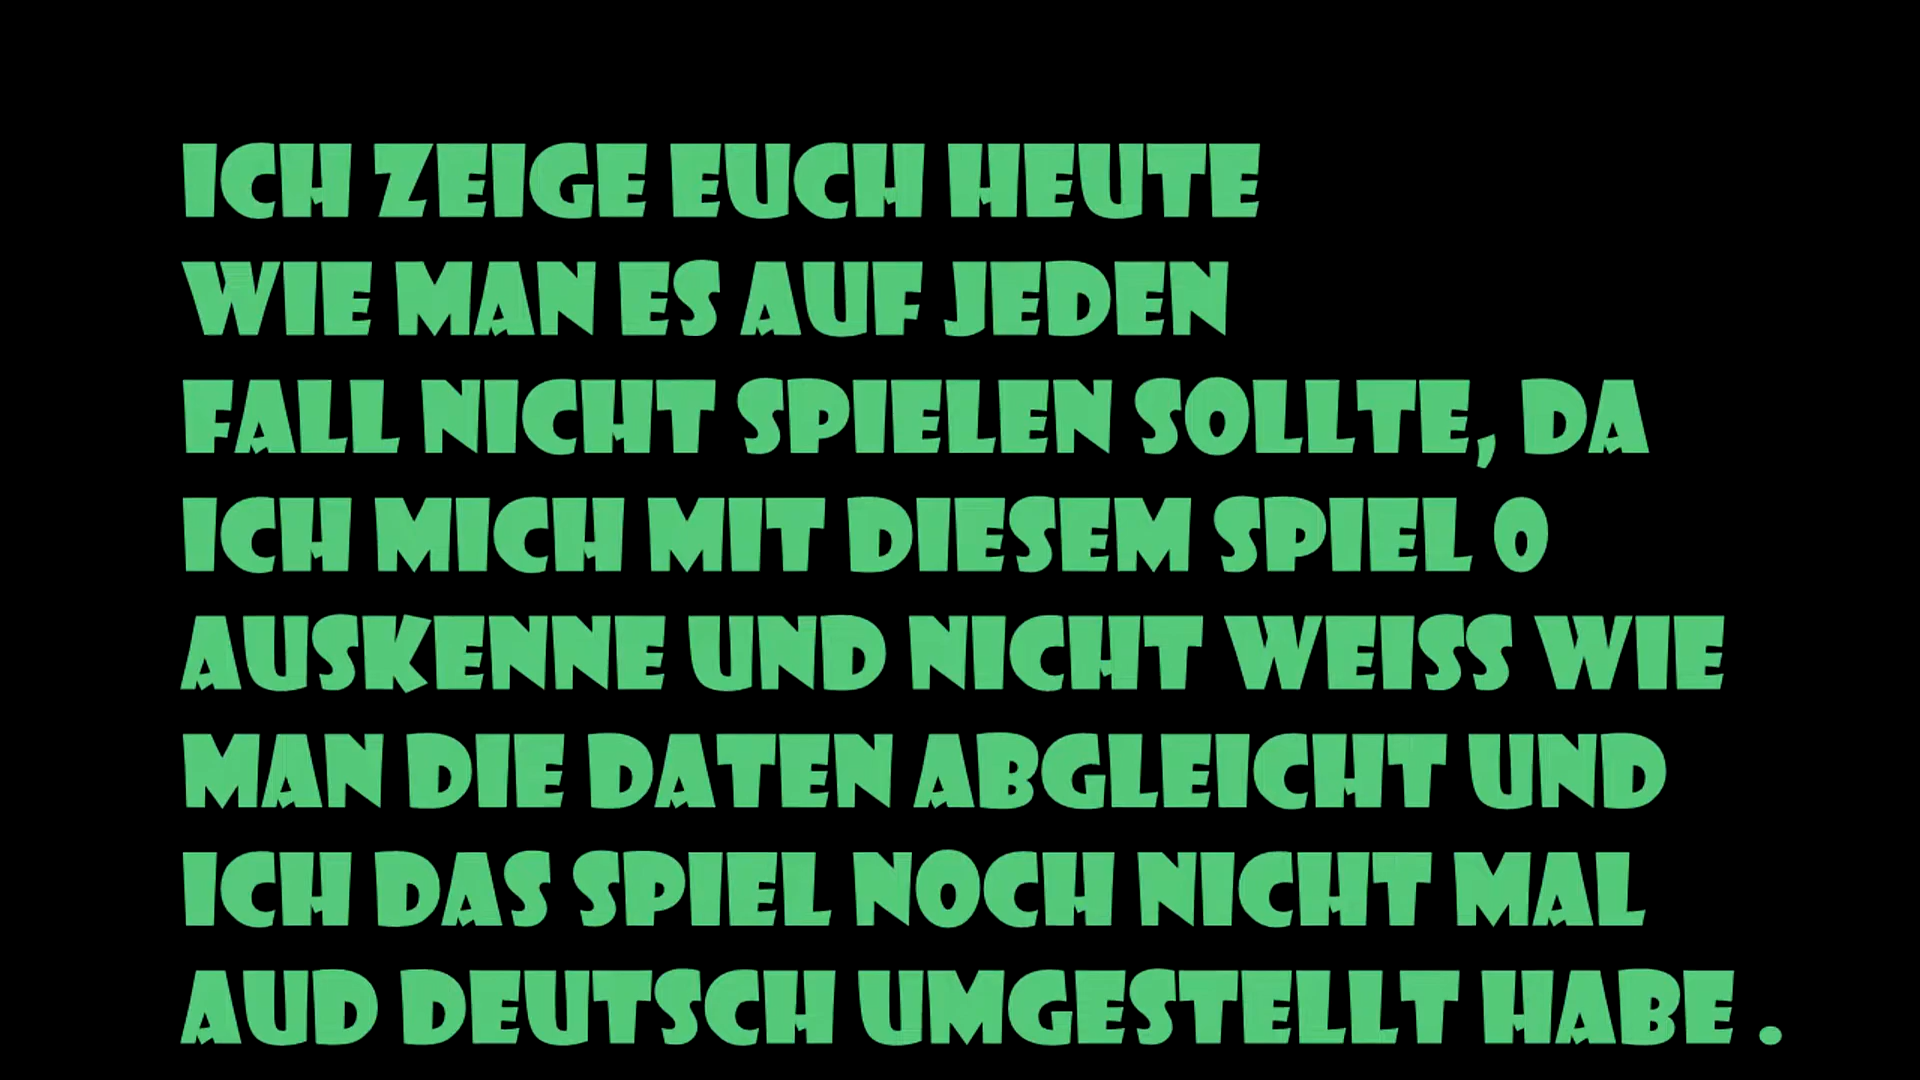 ICH ZEIGE EUCH HEUTE
WIE MAN ES AUF JEDEN
FALL NICHT SPIELEN SOLLTE, DA
ICH MICH MIT DIESEM SPIEL 0
AUSKENNE UND NICHT WEISS WIE
MAN DIE DATEN ABGLEICHT UND
ICH DAS SPIEL NOCH NICHT MAL
AUD DEUTSCH UMGESTELLT HABE .